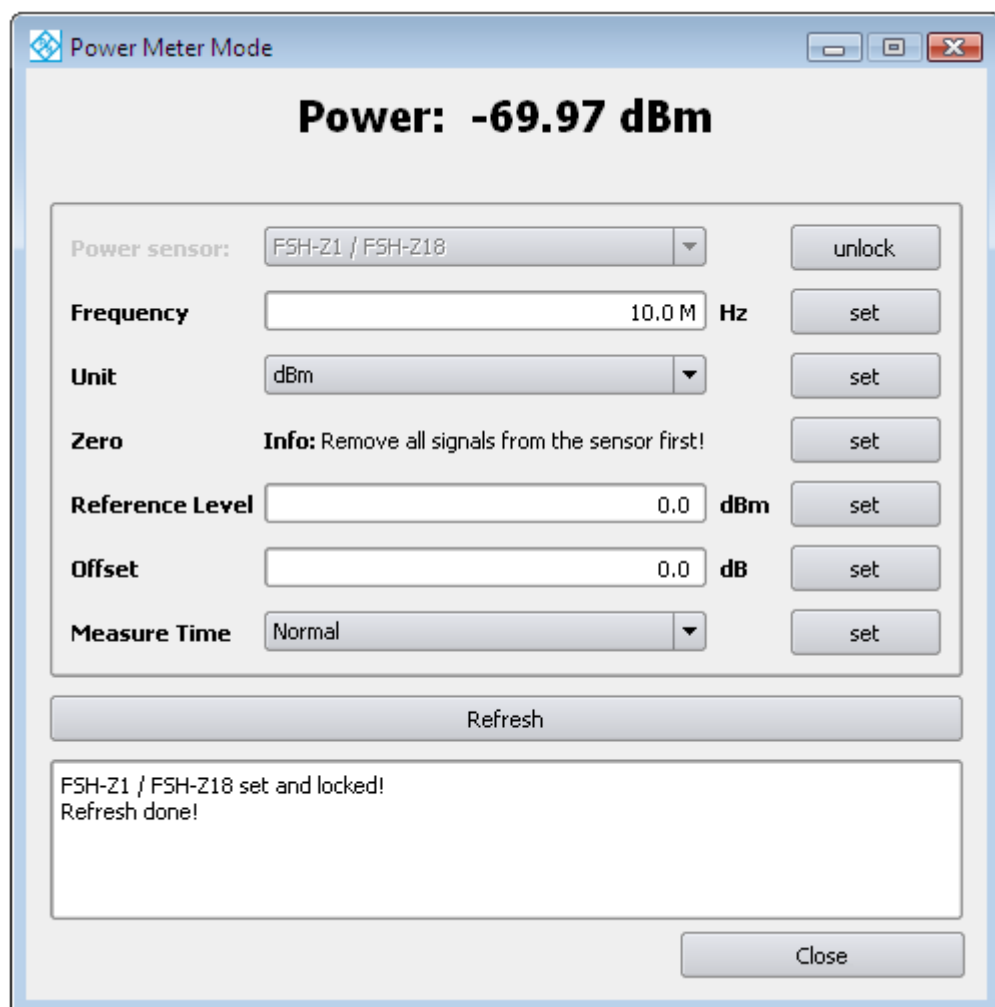 Power Meter Mode
Power: -69.97 dBm
Power sensor: FSH-Z1 / FSH-Z18 unlock
Frequency 10.0 M Hz set
Unit dBm set
Zero Info: Remove all signals from the sensor first! set
Reference Level 0.0 dBm set
Offset 0.0 dB set
Measure Time Normal set
Refresh
FSH-Z1 / FSH-Z18 set and locked!
Refresh done!
Close